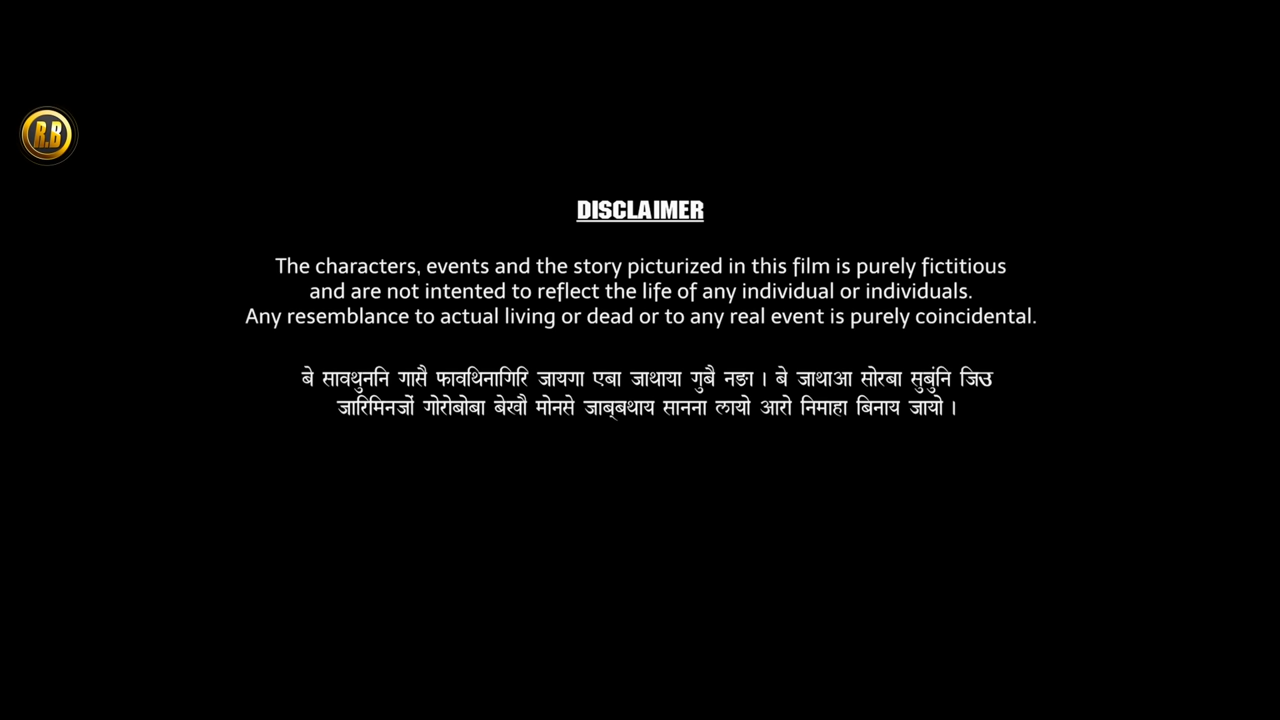 R.B
DISCLAIMER
The characters, events and the story picturized in this film is purely fictitious
and are not intented to reflect the life of any individual or individuals.
Any resemblance to actual living or dead or to any real event is purely coincidental.
बे सावथुननि गासै फावथिनागिरि जायगा एबा जाथाया गुबै नङा । बे जाथाआ सोरबा सुबुंनि जिउ
जारिमिनजों गोरोबोबा बेखौ मोनसे जाब्बथाय सानना लायो आरो निमाहा बिनाय जायो ।